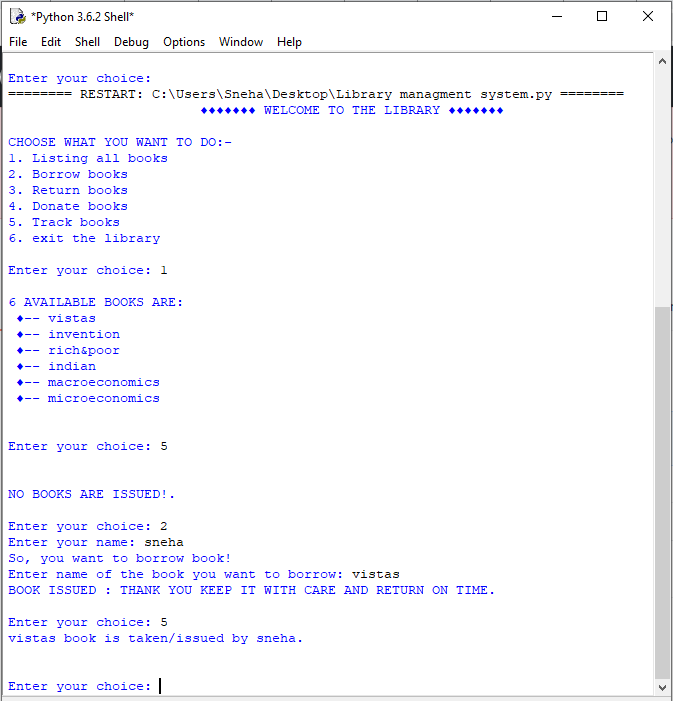 *Python 3.6.2 Shell*
File Edit Shell Debug Options Window Help
Enter your choice:
======== RESTART: C:\Users\Sneha\Desktop\Library managment system.py ========
♦♦♦♦♦♦♦ WELCOME TO THE LIBRARY ♦♦♦♦♦♦♦
CHOOSE WHAT YOU WANT TO DO:-
1. Listing all books
2. Borrow books
3. Return books
4. Donate books
5. Track books
6. exit the library
Enter your choice: 1
6 AVAILABLE BOOKS ARE:
♦-- vistas
♦-- invention
♦-- rich&poor
♦-- indian
♦-- macroeconomics
♦-- microeconomics
Enter your choice: 5
NO BOOKS ARE ISSUED!.
Enter your choice: 2
Enter your name: sneha
So, you want to borrow book!
Enter name of the book you want to borrow: vistas
BOOK ISSUED : THANK YOU KEEP IT WITH CARE AND RETURN ON TIME.
Enter your choice: 5
vistas book is taken/issued by sneha.
Enter your choice: